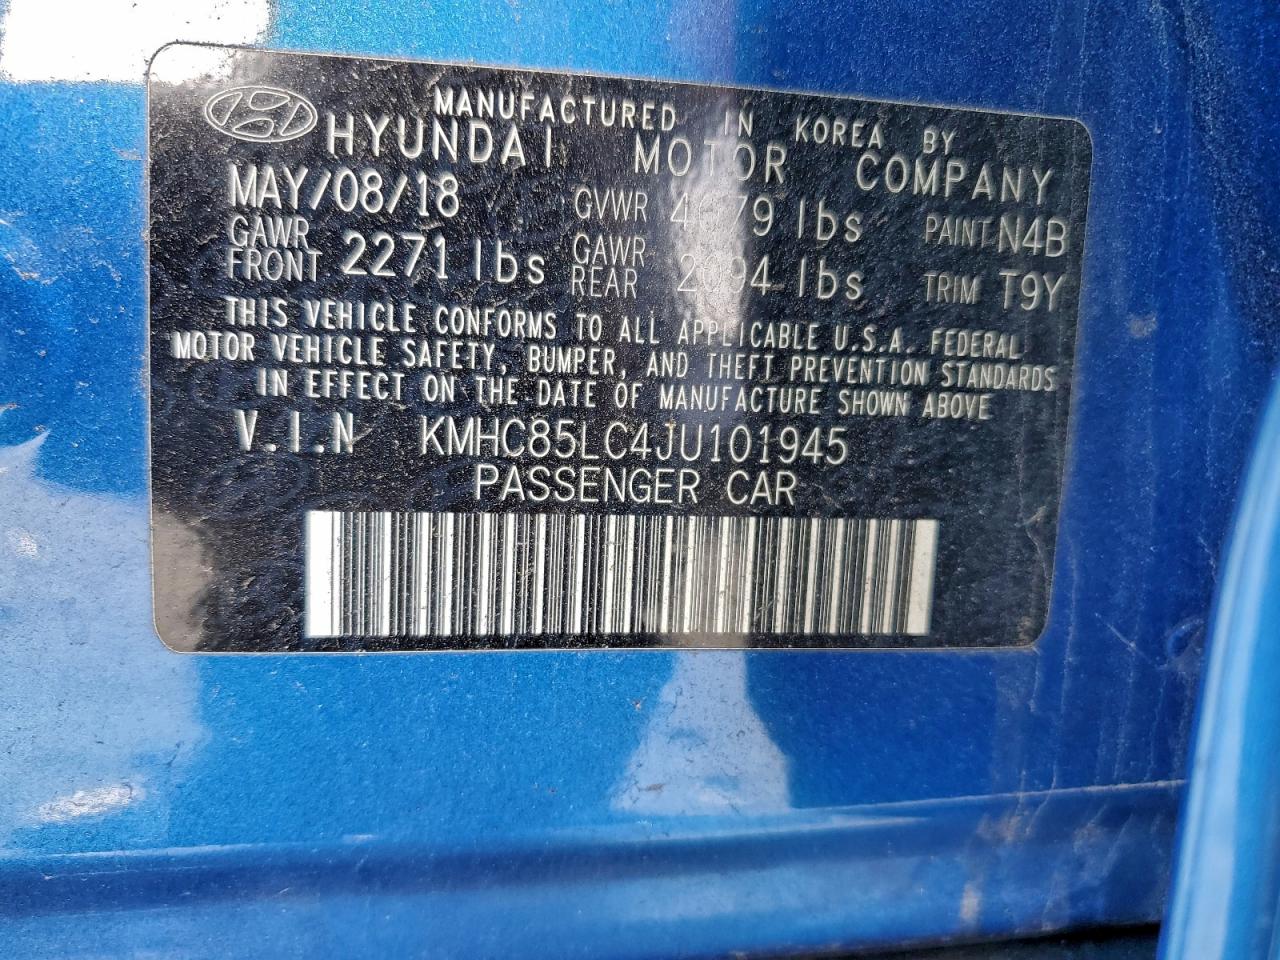 MANUFACTURED IN KOREA BY
HYUNDAI MOTOR COMPANY
MAY/08/18 GVWR 4079 lbs PAINT N4B
GAWR FRONT 2271 lbs GAWR REAR 2094 lbs TRIM T9Y
THIS VEHICLE CONFORMS TO ALL APPLICABLE U.S.A. FEDERAL
MOTOR VEHICLE SAFETY, BUMPER, AND THEFT PREVENTION STANDARDS
IN EFFECT ON THE DATE OF MANUFACTURE SHOWN ABOVE
V.I.N KMHC85LC4JU101945
PASSENGER CAR